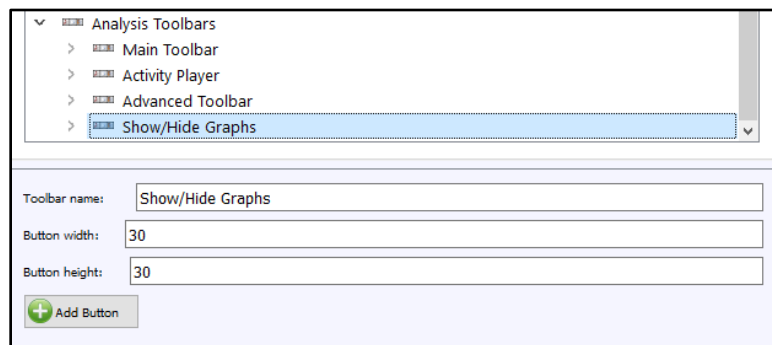 Analysis Toolbars
Main Toolbar
Activity Player
Advanced Toolbar
Show/Hide Graphs
Toolbar name: Show/Hide Graphs
Button width: 30
Button height: 30
Add Button